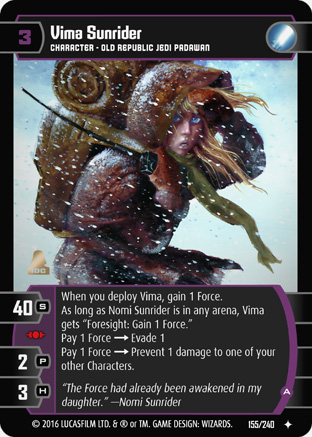 3
Vima Sunrider
CHARACTER - OLD REPUBLIC JEDI PADAWAN
100
40 S
2 P
3 H
When you deploy Vima, gain 1 Force.
As long as Nomi Sunrider is in any arena, Vima
gets “Foresight: Gain 1 Force.”
Pay 1 Force → Evade 1
Pay 1 Force → Prevent 1 damage to one of your
other Characters.
“The Force had already been awakened in my
daughter.” —Nomi Sunrider
A
© 2016 LUCASFILM LTD. & ® or TM. GAME DESIGN: WIZARDS.
155/240